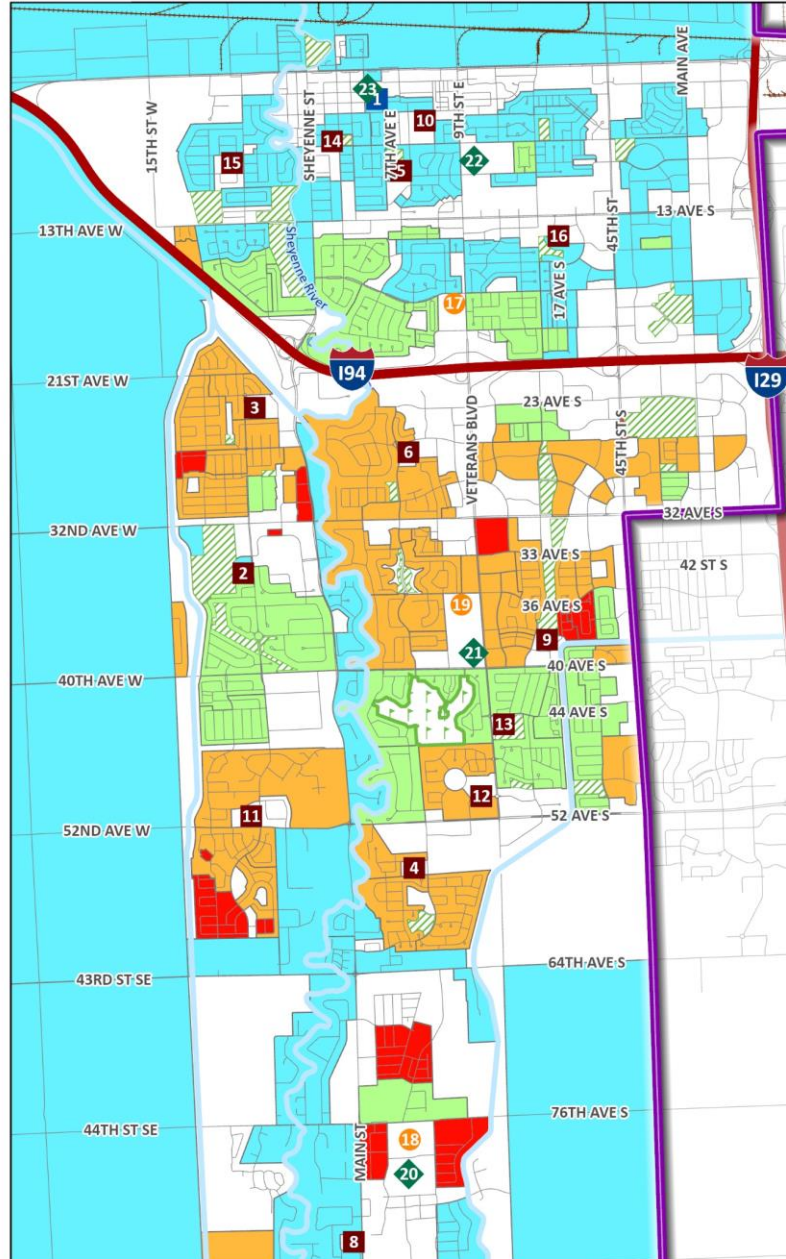 MAIN AVE
15TH ST W
SHEYENNE ST
7TH AVE E
9TH ST E
23
1
10
14
15
5
22
45TH ST
13 AVE S
13TH AVE W
Sheyenne River
16
17 AVE S
17
I94
I29
21ST AVE W
3
VETERANS BLVD
23 AVE S
45TH ST S
6
32ND AVE W
32 AVE S
33 AVE S
42 ST S
2
19
36 AVE S
9
21
40 AVE S
40TH AVE W
44 AVE S
13
12
11
52ND AVE W
52 AVE S
4
43RD ST SE
64TH AVE S
44TH ST SE
76TH AVE S
MAIN ST
18
20
8